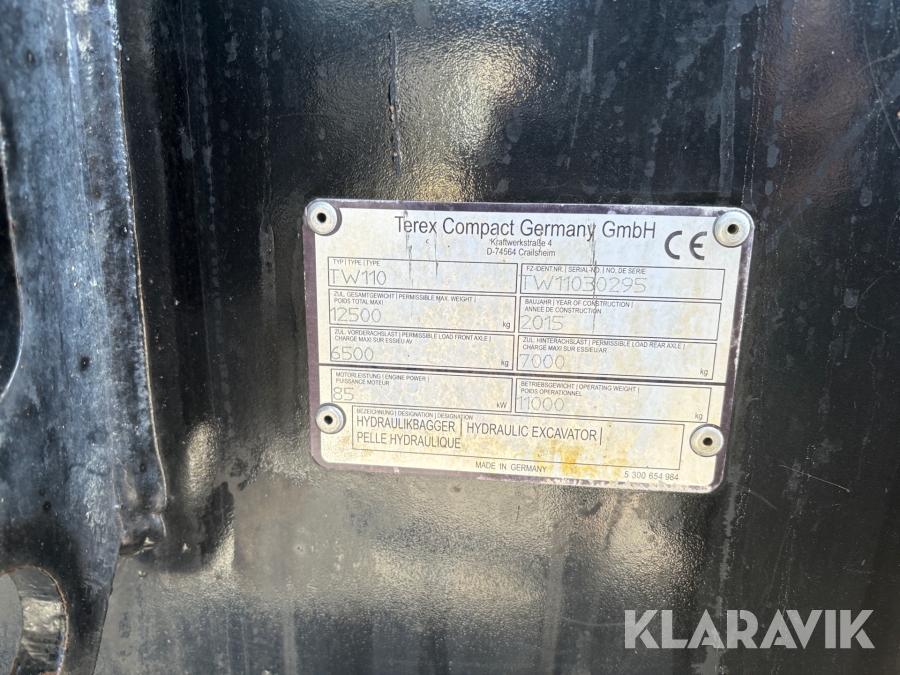 Terex Compact Germany GmbH
Kraftwerkstraße 4
D-74564 Crailsheim
CE
TYP | TYPE | TYPE
TW110
FZ-IDENT.NR. | SERIAL-NO. | NO. DE SERIE
TW11030295
ZUL. GESAMTGEWICHT | PERMISSIBLE MAX. WEIGHT |
POIDS TOTAL MAXI
12500 kg
BAUJAHR | YEAR OF CONSTRUCTION |
ANNÉE DE CONSTRUCTION
2015
ZUL. VORDERACHSLAST | PERMISSIBLE LOAD FRONT AXLE |
CHARGE MAXI SUR ESSIEU AV
6500 kg
ZUL. HINTERACHSLAST | PERMISSIBLE LOAD REAR AXLE |
CHARGE MAXI SUR ESSIEU AR
7000 kg
MOTORLEISTUNG | ENGINE POWER |
PUISSANCE MOTEUR
85 kW
BETRIEBSGEWICHT | OPERATING WEIGHT |
POIDS OPERATIONNEL
11000 kg
BEZEICHNUNG | DESIGNATION | DESIGNATION
HYDRAULIKBAGGER | HYDRAULIC EXCAVATOR |
PELLE HYDRAULIQUE
MADE IN GERMANY
5 300 654 984
KLARAVIK